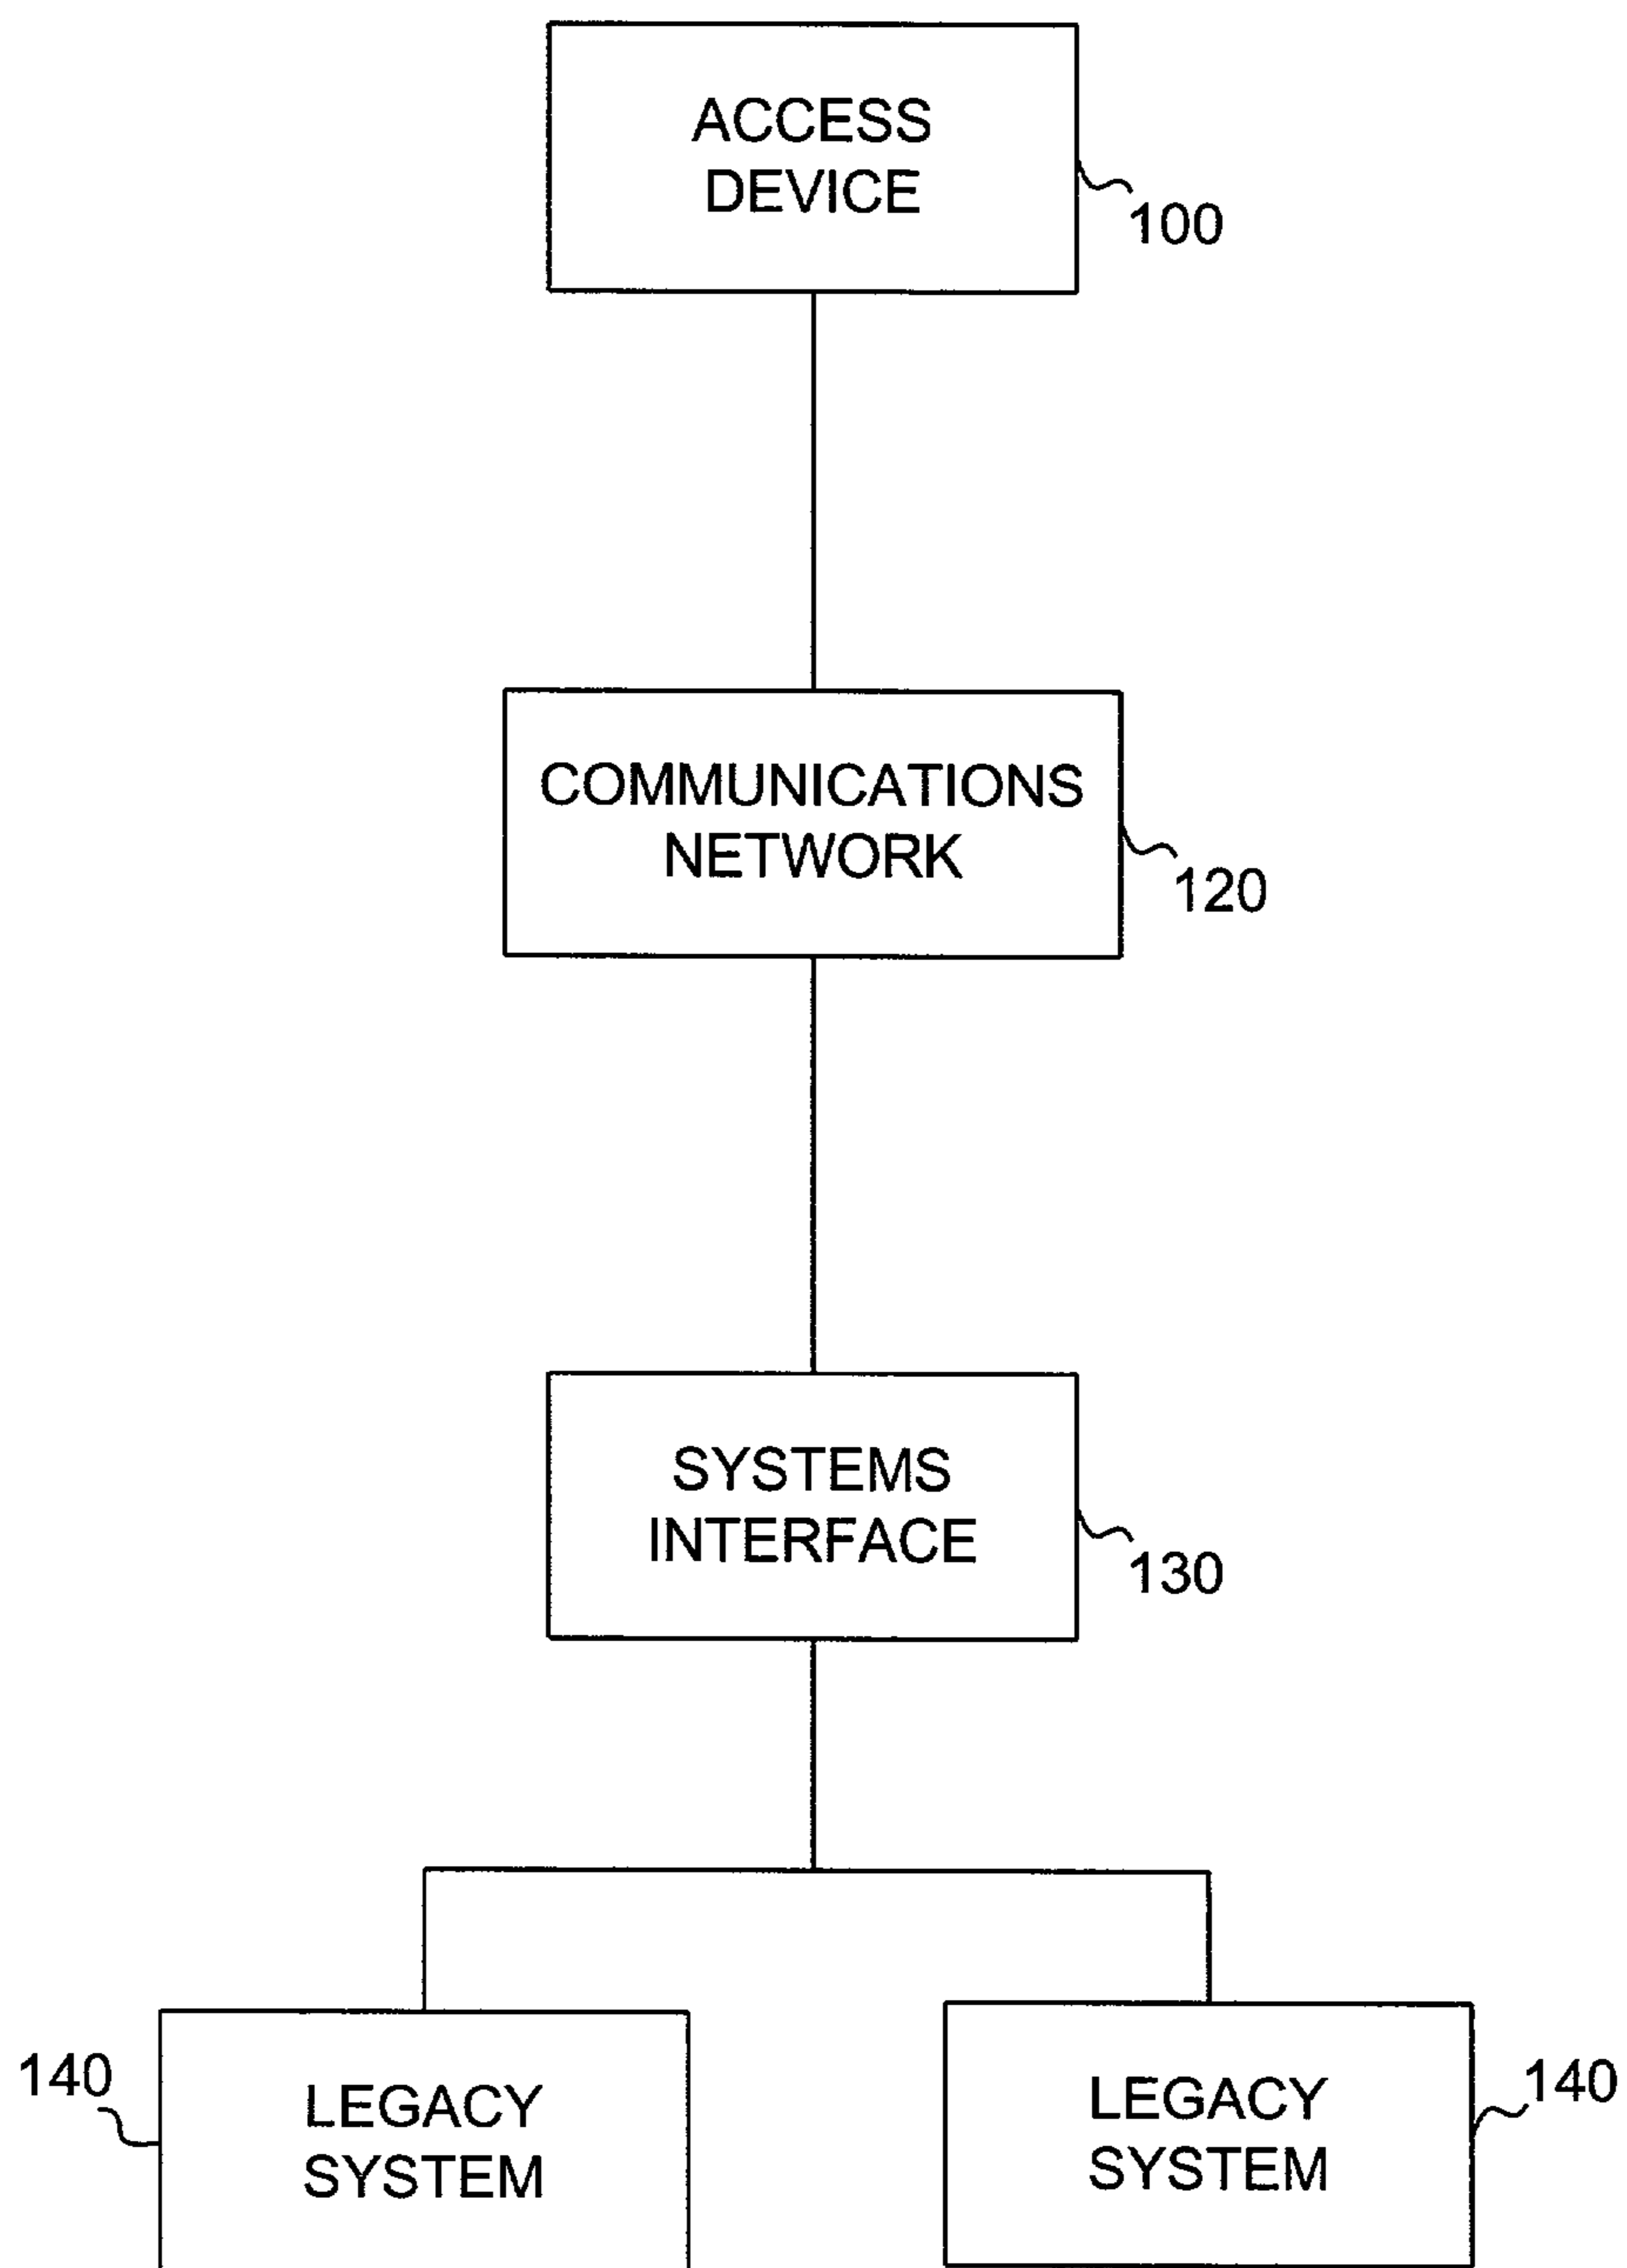 ACCESS
DEVICE
100
COMMUNICATIONS
NETWORK
120
SYSTEMS
INTERFACE
130
140
LEGACY
SYSTEM
LEGACY
SYSTEM
140